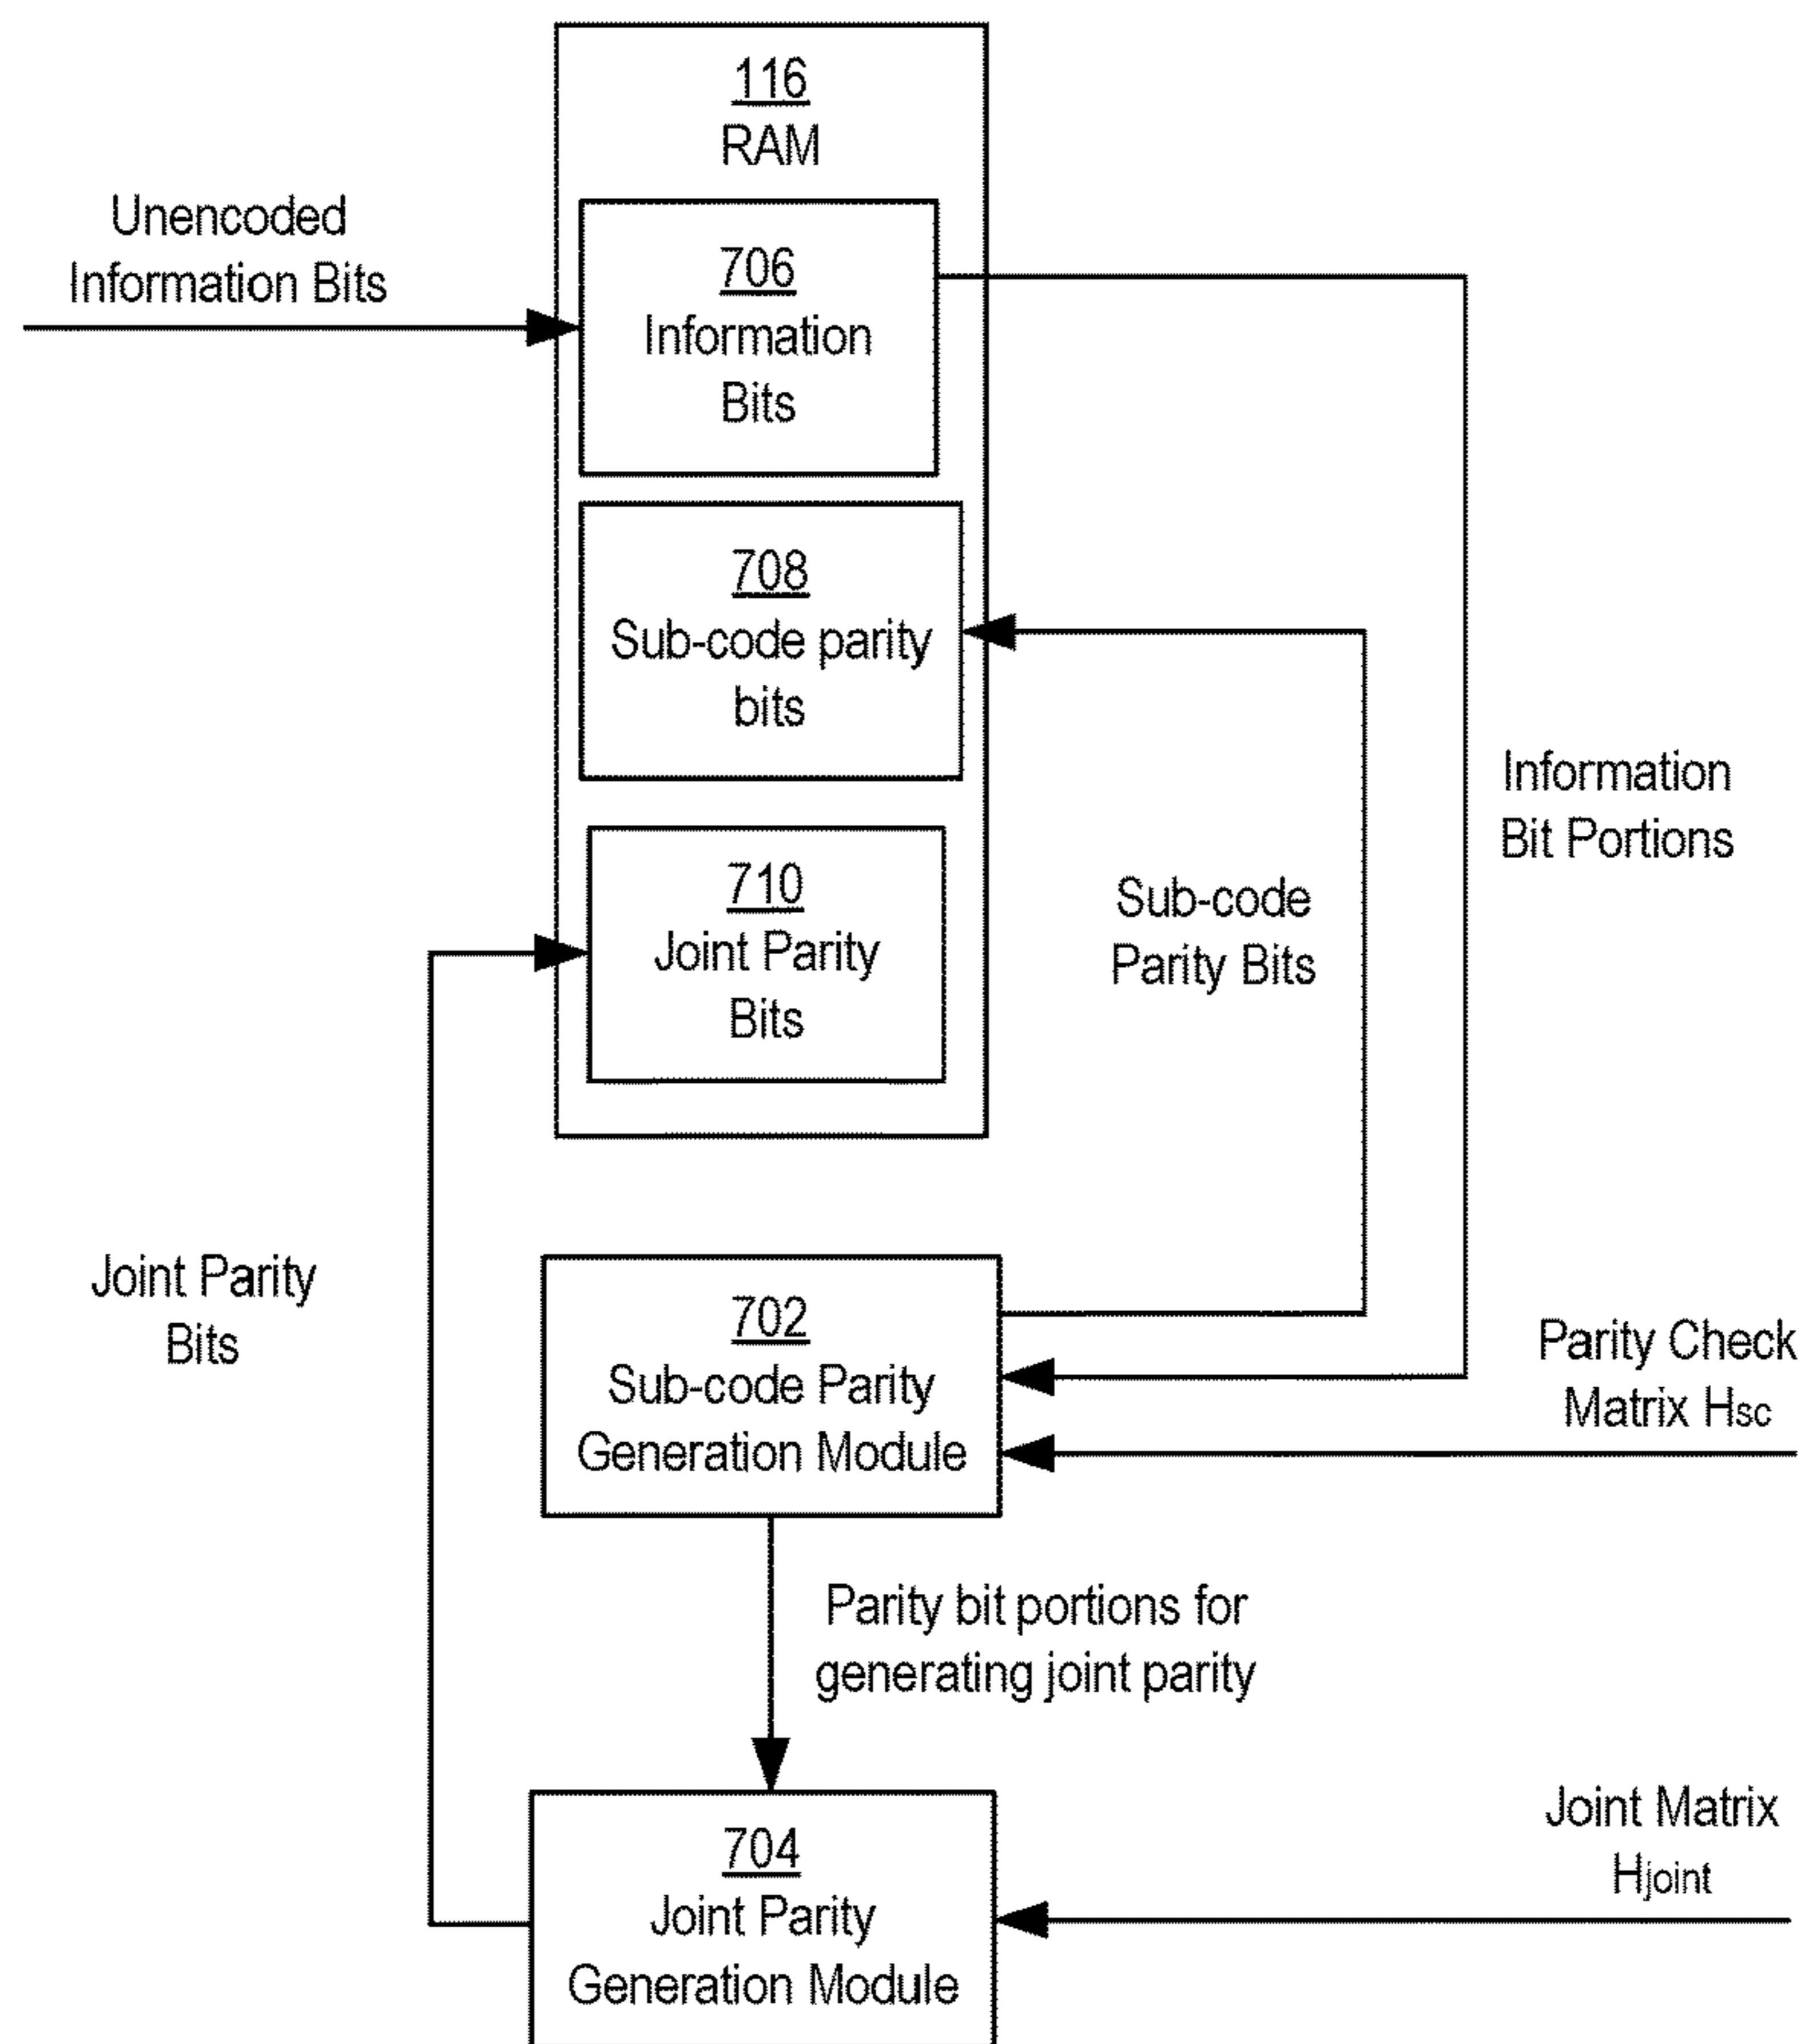 116
RAM
Unencoded
Information Bits
706
Information
Bits
708
Sub-code parity
bits
Information
Bit Portions
710
Joint Parity
Bits
Sub-code
Parity Bits
Joint Parity
Bits
702
Sub-code Parity
Generation Module
Parity Check
Matrix Hsc
Parity bit portions for
generating joint parity
704
Joint Parity
Generation Module
Joint Matrix
Hjoint